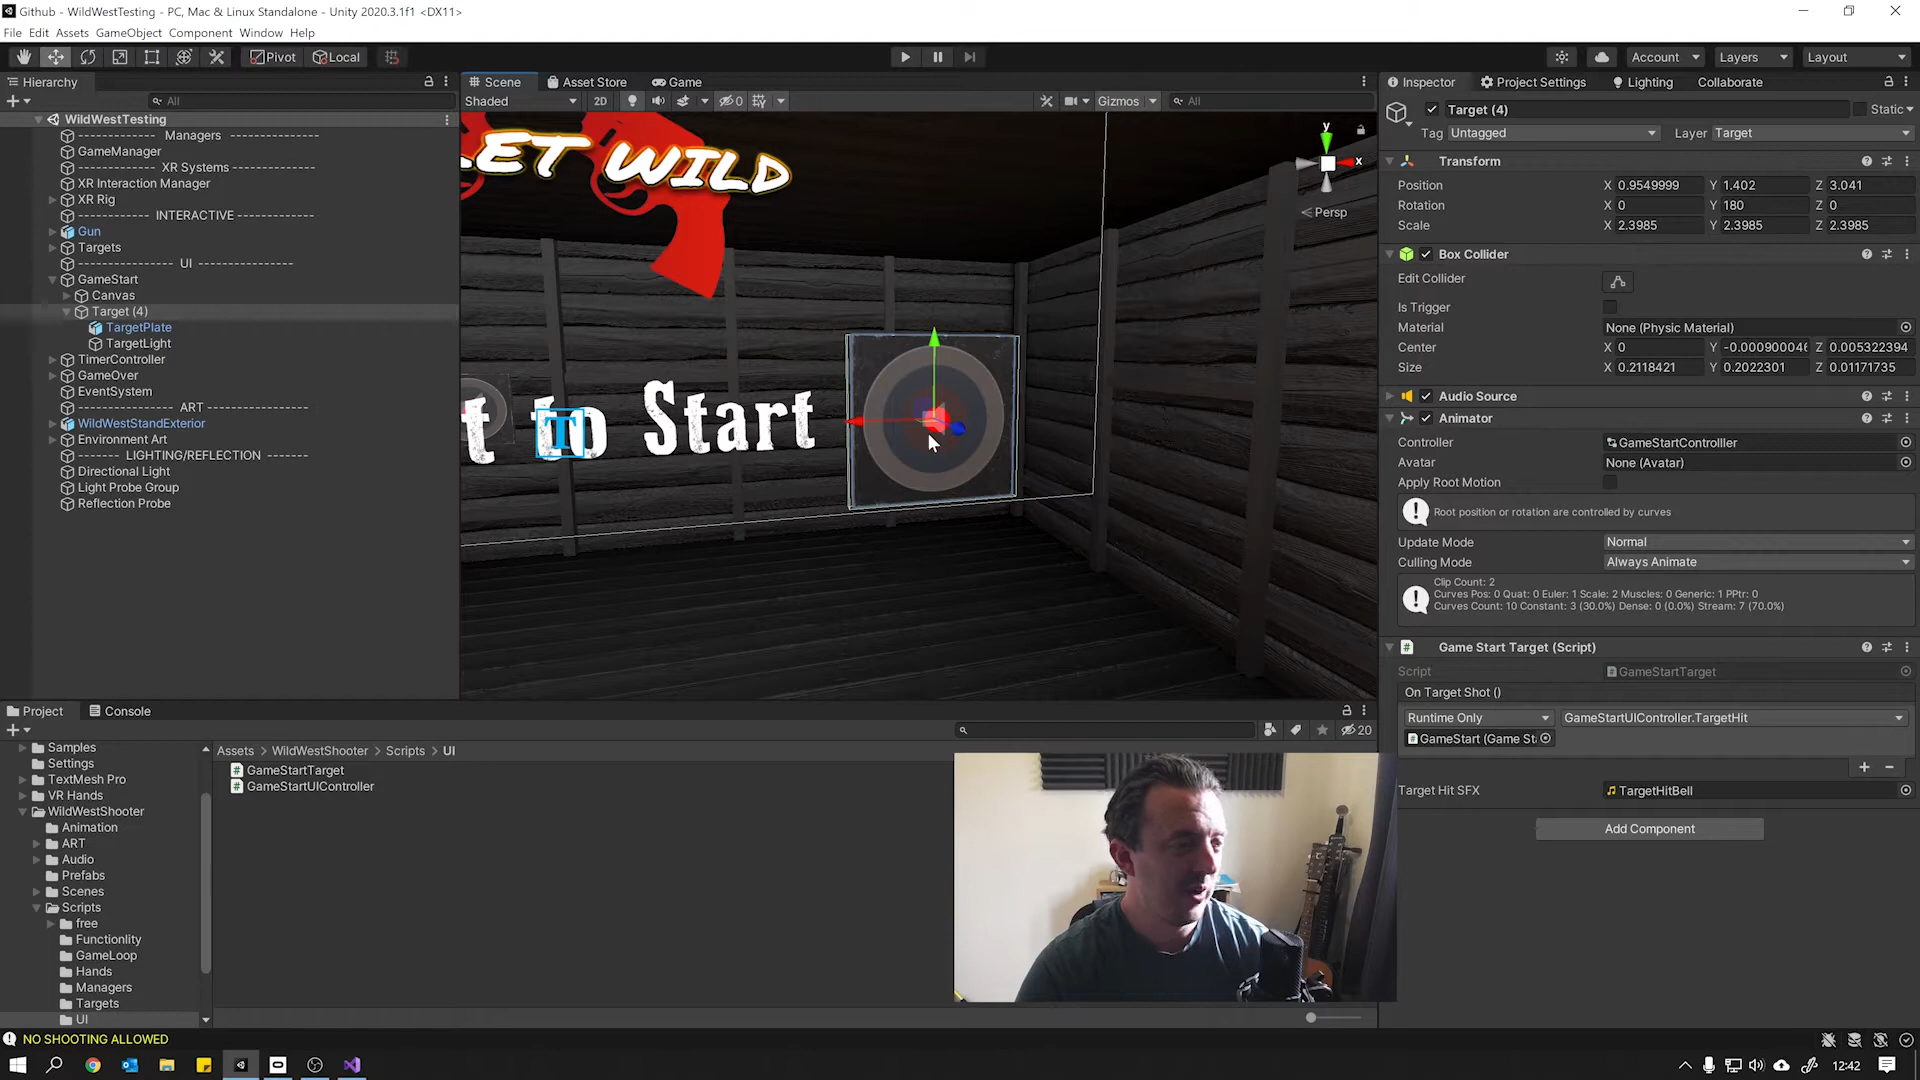 Github - WildWestTesting - PC, Mac & Linux Standalone - Unity 2020.3.1f1 <DX11>
File Edit Assets GameObject Component Window Help
Pivot Local Account Layers Layout
Hierarchy
All
WildWestTesting
------------ Managers ---------------
GameManager
------------ XR Systems ------------
XR Interaction Manager
XR Rig
------------ INTERACTIVE -------------
Gun
Targets
---------------- UI ----------------
GameStart
Canvas
Target (4)
TargetPlate
TargetLight
TimerController
GameOver
EventSystem
---------------- ART ----------------
WildWestStandExterior
Environment Art
------- LIGHTING/REFLECTION -------
Directional Light
Light Probe Group
Reflection Probe
Scene Asset Store Game
Shaded 2D 0 Gizmos All
LET WILD
t to Start
y
x
Persp
Inspector Project Settings Lighting Collaborate
Target (4) Static
Tag Untagged Layer Target
Transform
Position X 0.9549999 Y 1.402 Z 3.041
Rotation X 0 Y 180 Z 0
Scale X 2.3985 Y 2.3985 Z 2.3985
Box Collider
Edit Collider
Is Trigger
Material None (Physic Material)
Center X 0 Y -0.00090004 Z 0.005322394
Size X 0.2118421 Y 0.2022301 Z 0.01171735
Audio Source
Animator
Controller GameStartControlller
Avatar None (Avatar)
Apply Root Motion
Root position or rotation are controlled by curves
Update Mode Normal
Culling Mode Always Animate
Clip Count: 2
Curves Pos: 0 Quat: 0 Euler: 1 Scale: 2 Muscles: 0 Generic: 1 PPtr: 0
Curves Count: 10 Constant: 3 (30.0%) Dense: 0 (0.0%) Stream: 7 (70.0%)
Game Start Target (Script)
Script GameStartTarget
On Target Shot ()
Runtime Only GameStartUIController.TargetHit
GameStart (Game St
Target Hit SFX TargetHitBell
Add Component
Project Console
20
Samples
Settings
TextMesh Pro
VR Hands
WildWestShooter
Animation
ART
Audio
Prefabs
Scenes
Scripts
free
Functionlity
GameLoop
Hands
Managers
Targets
UI
Assets > WildWestShooter > Scripts > UI
GameStartTarget
GameStartUIController
NO SHOOTING ALLOWED
12:42